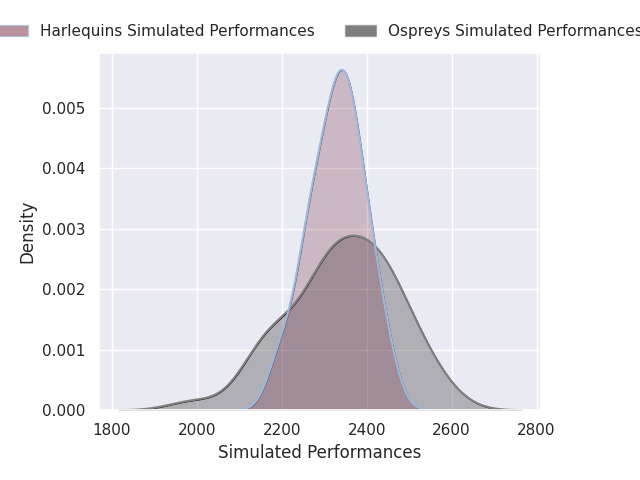 Harlequins Simulated Performances Ospreys Simulated Performances
0.005
0.004
0.003
0.002
0.001
0.000
Density
1800 2000 2200 2400 2600 2800
Simulated Performances